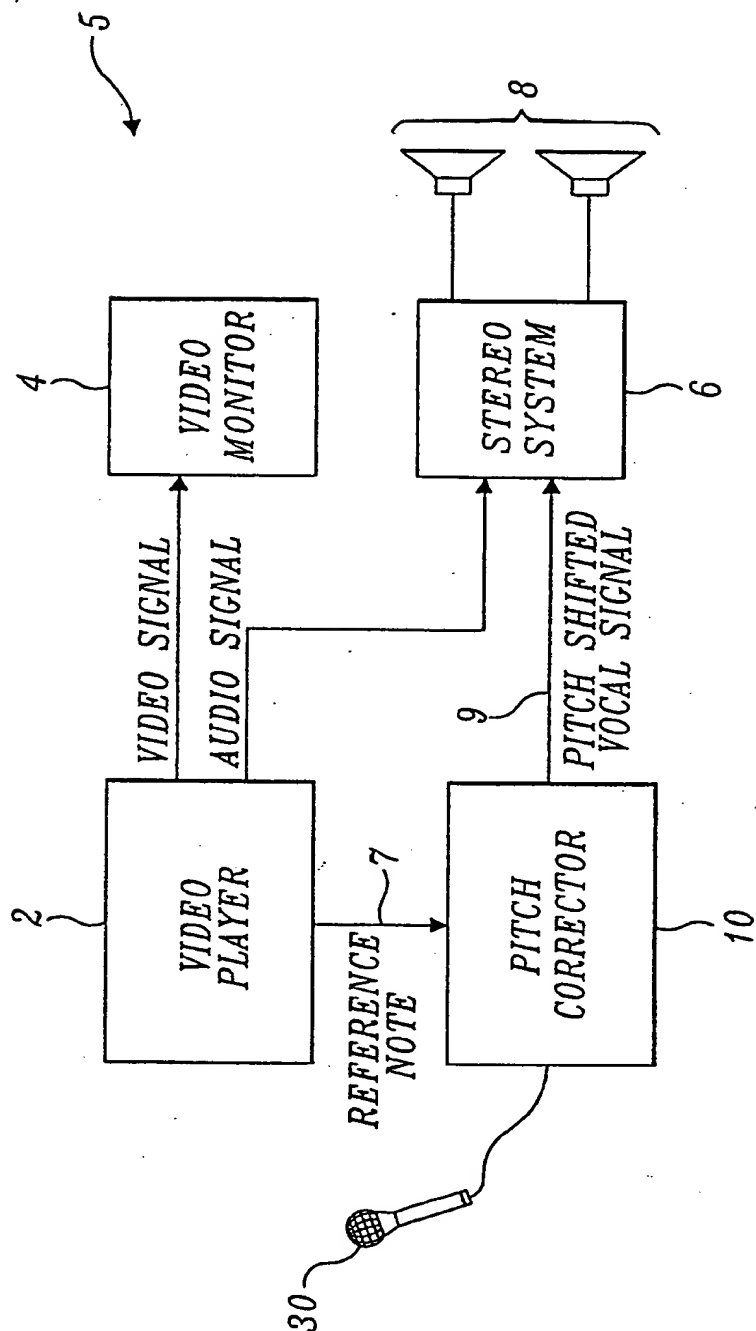 5
2
VIDEO
PLAYER
VIDEO SIGNAL
AUDIO SIGNAL
4
VIDEO
MONITOR
7
REFERENCE
NOTE
30
PITCH
CORRECTOR
10
9
PITCH SHIFTED
VOCAL SIGNAL
STEREO
SYSTEM
6
8